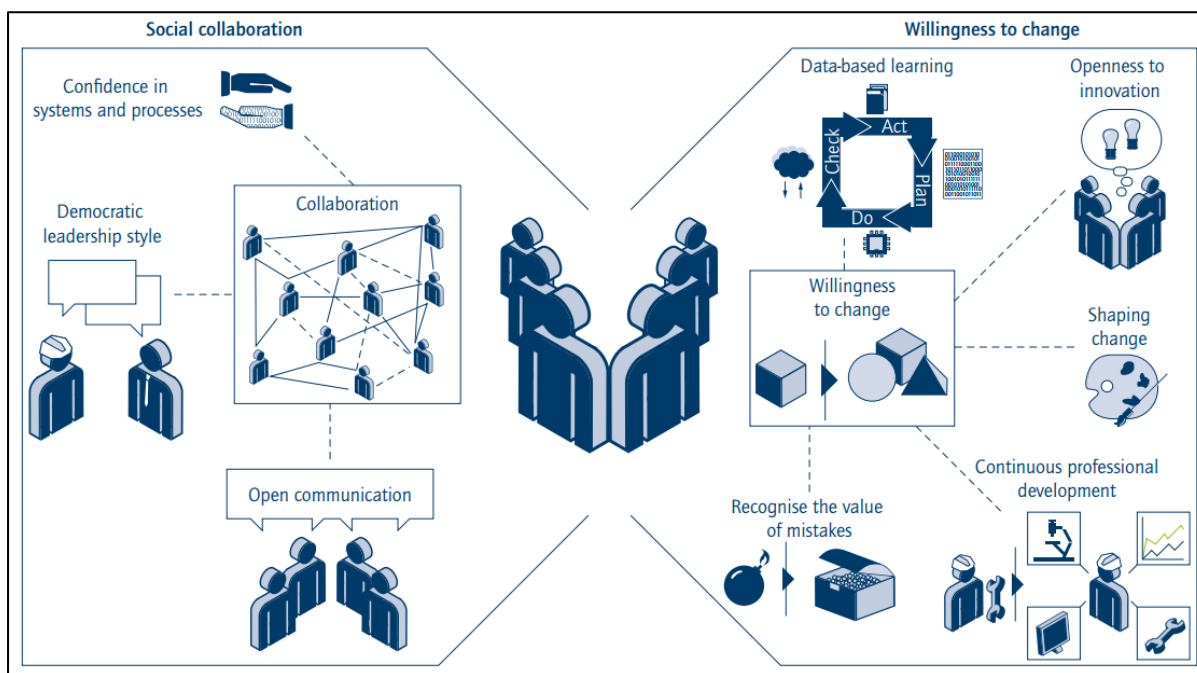 Social collaboration
Confidence in
systems and processes
Collaboration
Democratic
leadership style
Open communication
Willingness to change
Data-based learning
Act
Plan
Do
Check
Openness to
innovation
Willingness
to change
Shaping
change
Recognise the value
of mistakes
Continuous professional
development